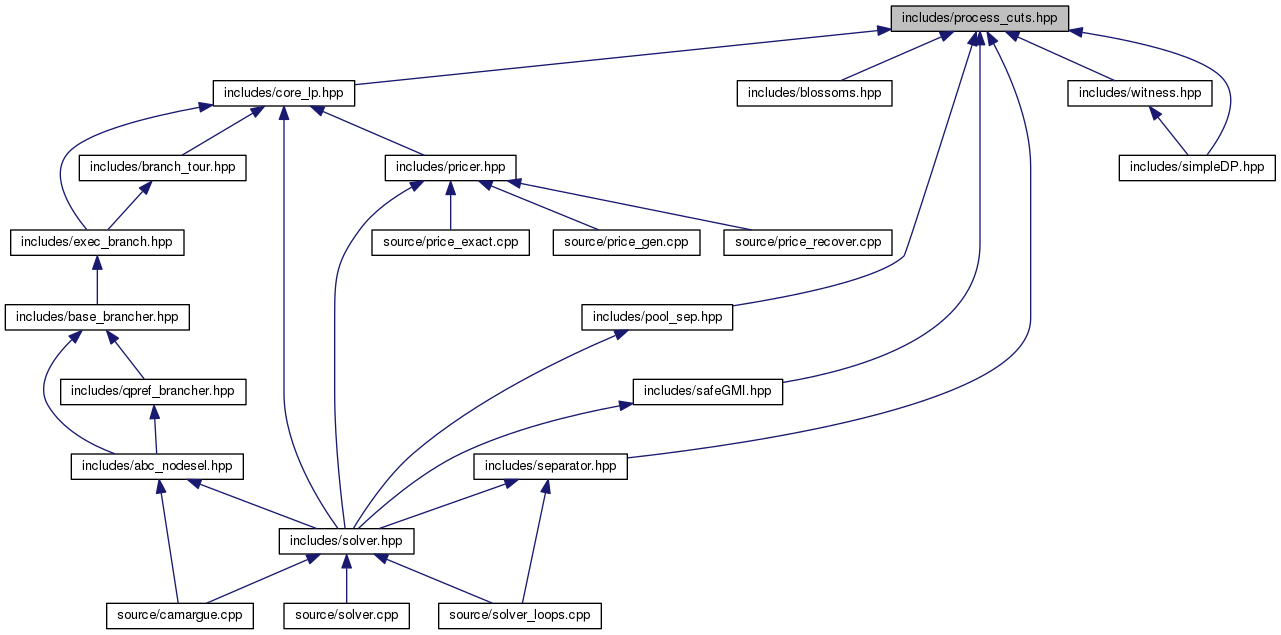 includes/process_cuts.hpp
includes/core_lp.hpp
includes/blossoms.hpp
includes/witness.hpp
includes/branch_tour.hpp
includes/pricer.hpp
includes/simpleDP.hpp
includes/exec_branch.hpp
source/price_exact.cpp
source/price_gen.cpp
source/price_recover.cpp
includes/base_brancher.hpp
includes/pool_sep.hpp
includes/qpref_brancher.hpp
includes/safeGMI.hpp
includes/abc_nodesel.hpp
includes/separator.hpp
includes/solver.hpp
source/camargue.cpp
source/solver.cpp
source/solver_loops.cpp